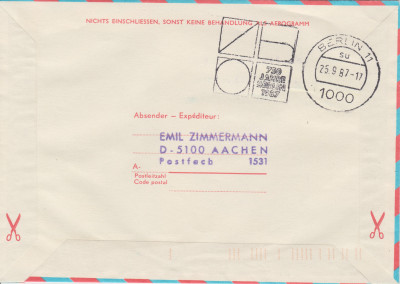 NICHTS EINSCHLIESSEN, SONST KEINE BEHANDLUNG ALS AEROGRAMM
750
JAHRE
BERLIN
1987
BERLIN 11
su
25.9.87-17
1000
Absender – Expéditeur:
EMIL ZIMMERMANN
D-5100 AACHEN
Postfach 1531
A-
Postleitzahl
Code postal